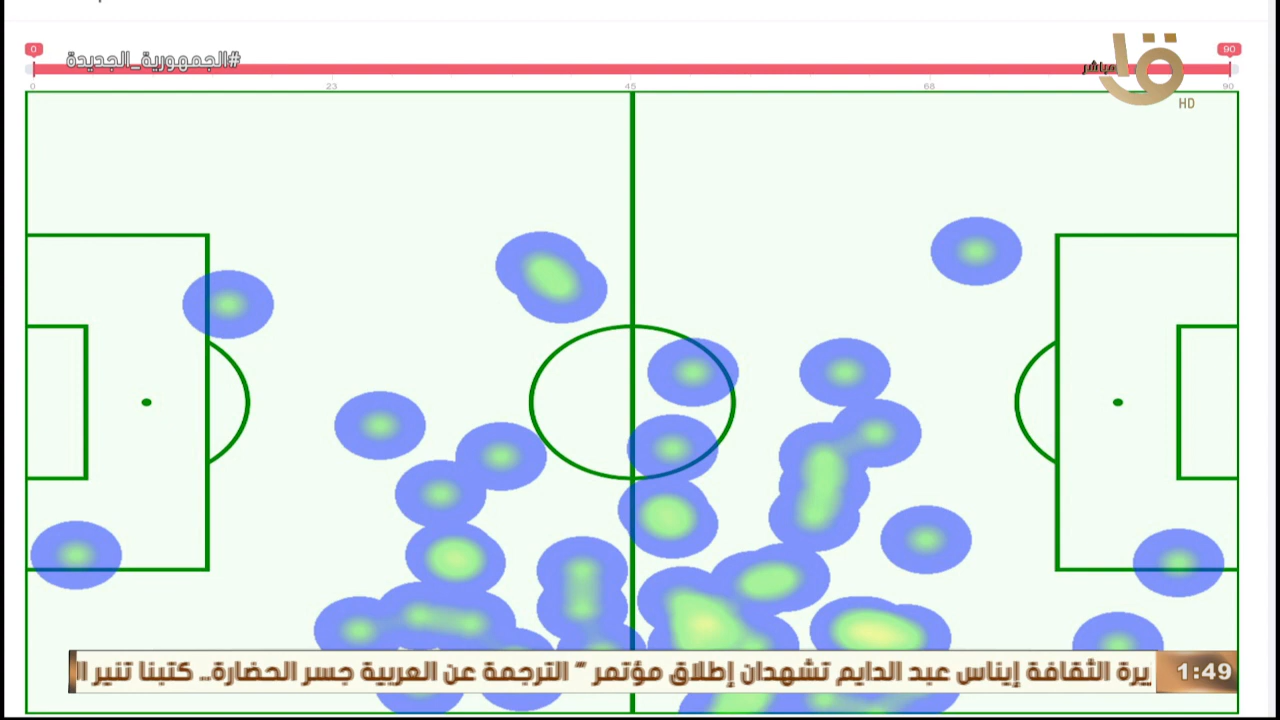 0
90
#الجمهورية_الجديدة
مباشر
HD
0
23
45
68
90
يرة الثقافة إيناس عبد الدايم تشهدان إطلاق مؤتمر " الترجمة عن العربية جسر الحضارة.. كتبنا تنير ال
1:49